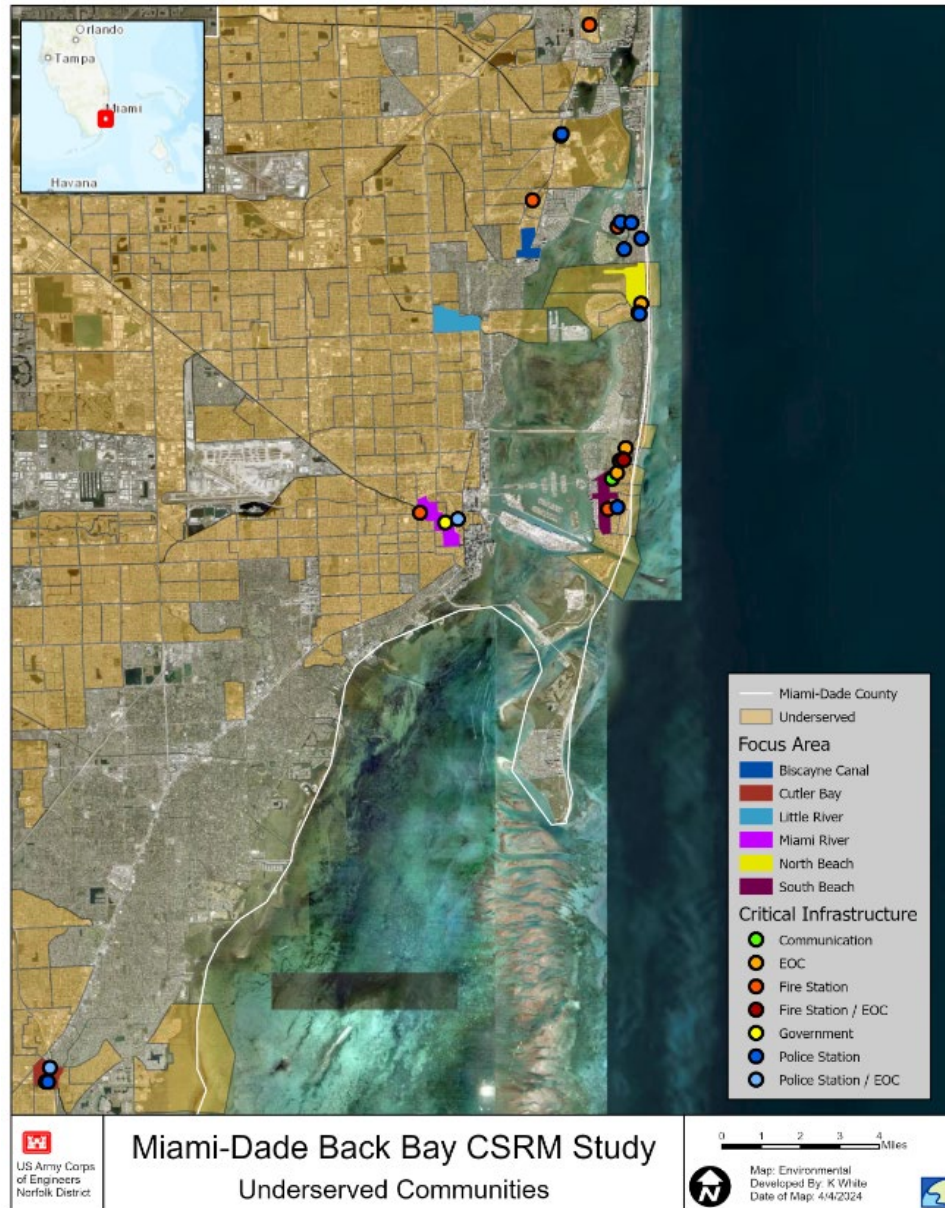 Orlando
Tampa
Miami
Havana
Miami-Dade County
Underserved
Focus Area
Biscayne Canal
Cutler Bay
Little River
Miami River
North Beach
South Beach
Critical Infrastructure
Communication
EOC
Fire Station
Fire Station / EOC
Government
Police Station
Police Station / EOC
US Army Corps
of Engineers
Norfolk District
Miami-Dade Back Bay CSRM Study
Underserved Communities
0 1 2 3 4
Miles
N
Map: Environmental
Developed By: K White
Date of Map: 4/4/2024